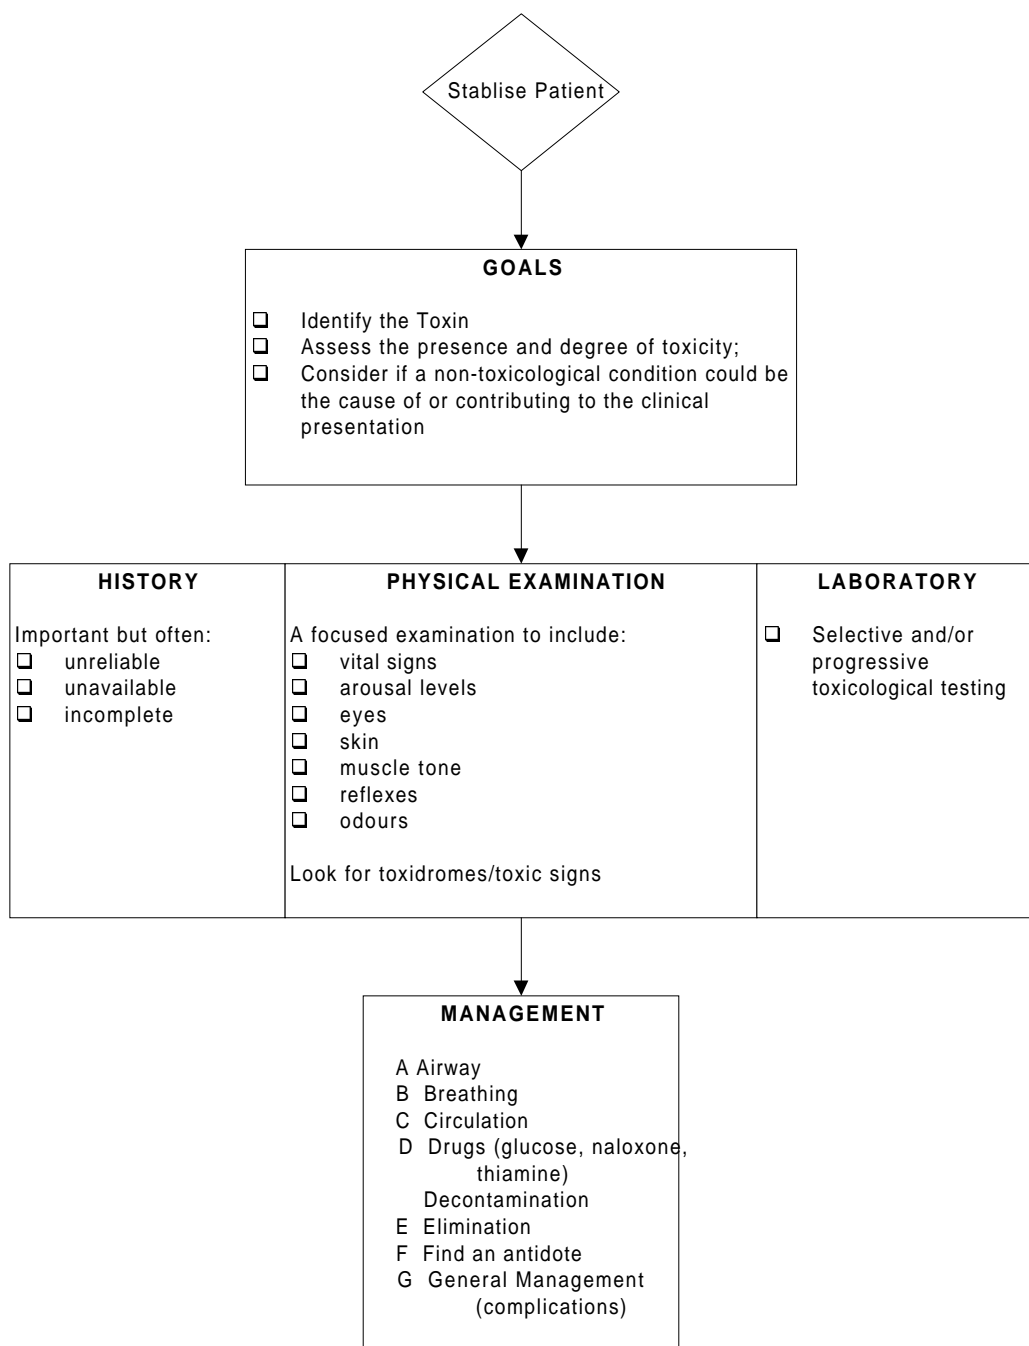 Stablise Patient
GOALS
Identify the Toxin
Assess the presence and degree of toxicity;
Consider if a non-toxicological condition could be
the cause of or contributing to the clinical
presentation
HISTORY
Important but often:
unreliable
unavailable
incomplete
PHYSICAL EXAMINATION
A focused examination to include:
vital signs
arousal levels
eyes
skin
muscle tone
reflexes
odours
Look for toxidromes/toxic signs
LABORATORY
Selective and/or
progressive
toxicological testing
MANAGEMENT
A Airway
B Breathing
C Circulation
D Drugs (glucose, naloxone,
thiamine)
Decontamination
E Elimination
F Find an antidote
G General Management
(complications)